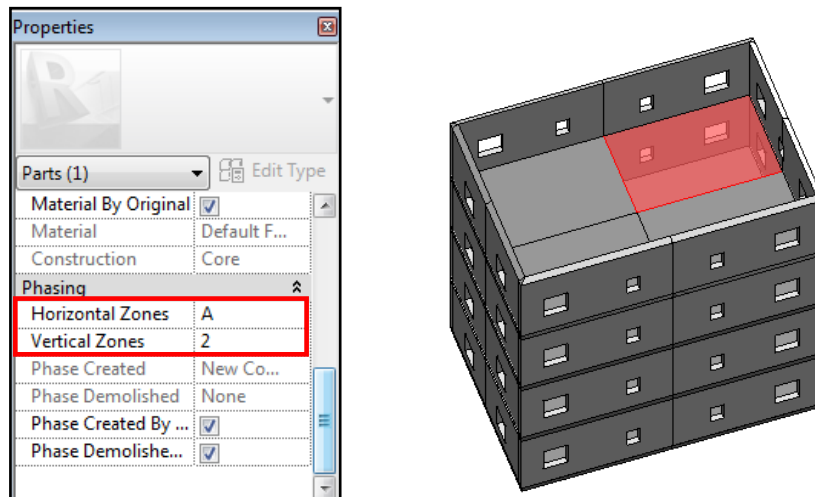 Properties
Parts (1) Edit Type
Material By Original
Material Default F...
Construction Core
Phasing
Horizontal Zones A
Vertical Zones 2
Phase Created New Co...
Phase Demolished None
Phase Created By ...
Phase Demolishe...